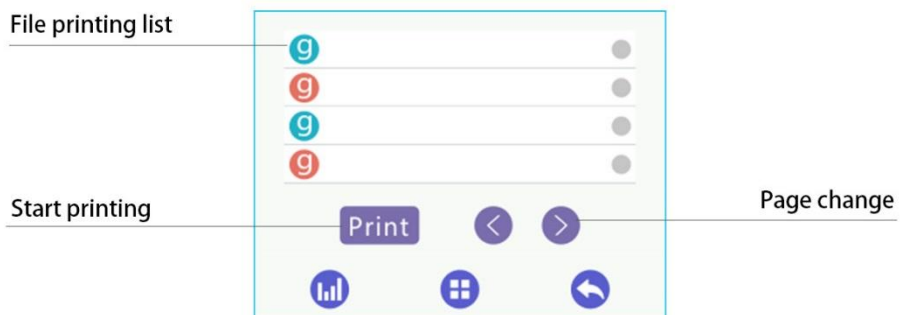 File printing list
g
g
g
g
Start printing
Print
Page change